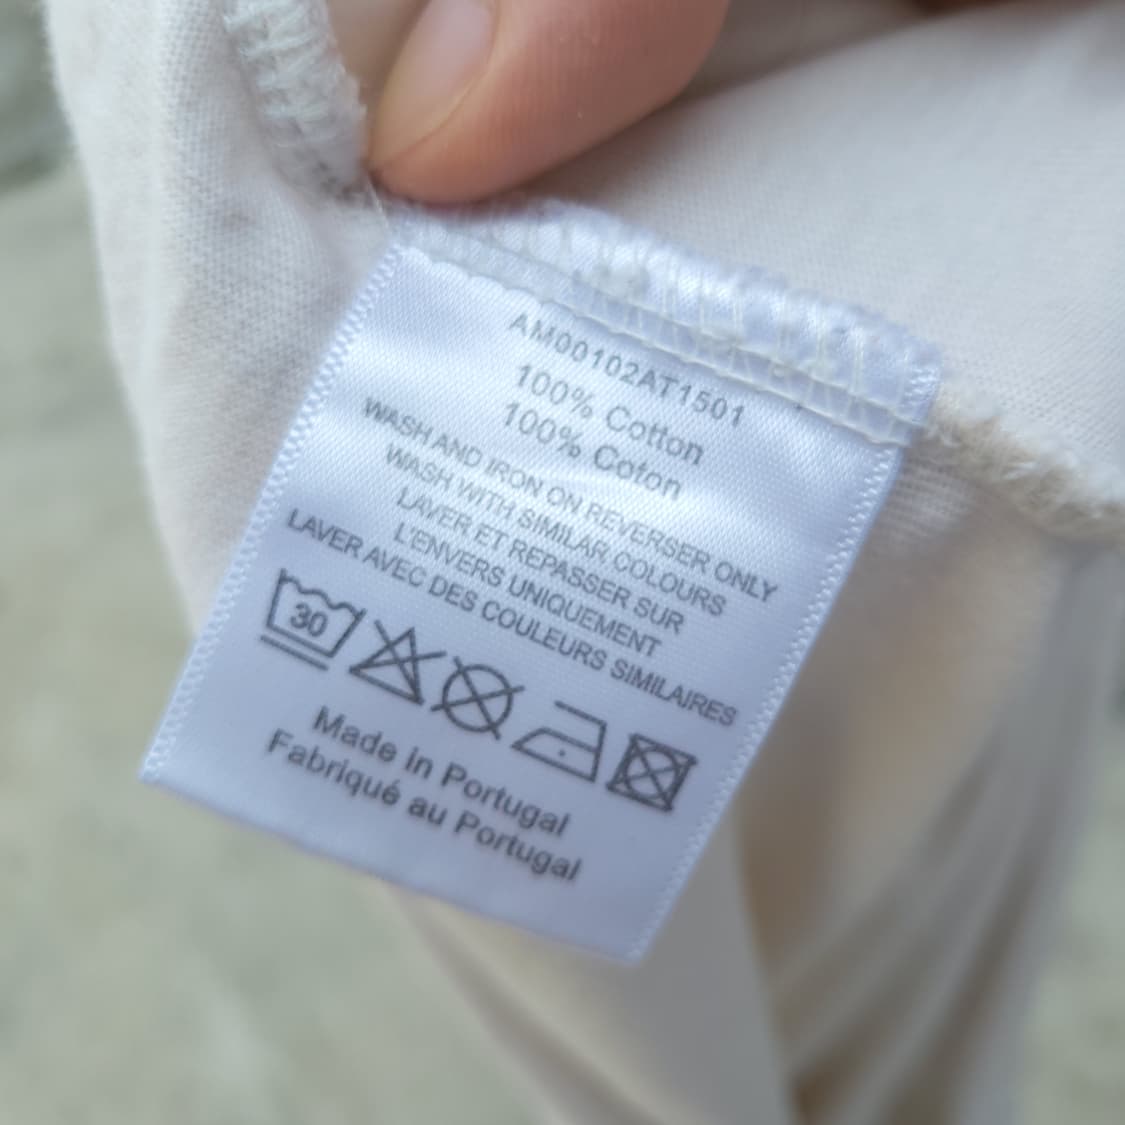 AM00102AT1501
100% Cotton
100% Coton
WASH AND IRON ON REVERSER ONLY
WASH WITH SIMILAR COLOURS
LAVER ET REPASSER SUR
L'ENVERS UNIQUEMENT
LAVER AVEC DES COULEURS SIMILAIRES
30
Made in Portugal
Fabriqué au Portugal